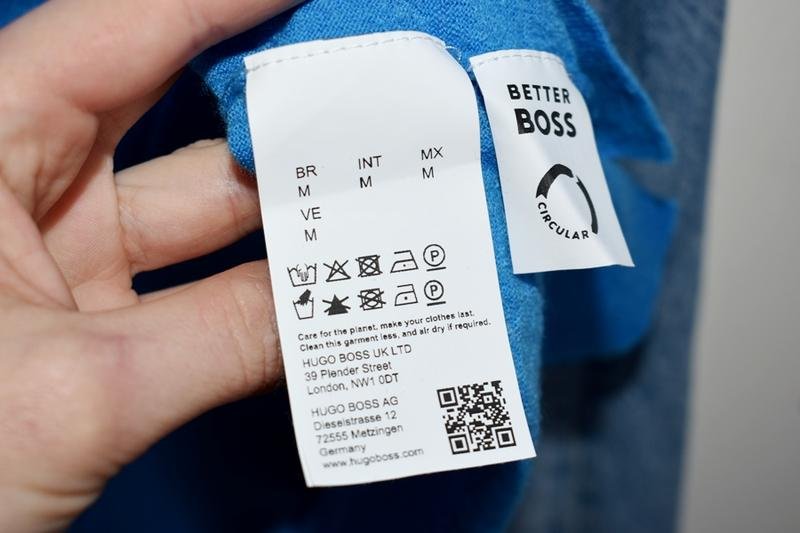 BR INT MX
M M M
VE
M
P
P
Care for the planet, make your clothes last.
Clean this garment less, and air dry if required.
HUGO BOSS UK LTD
39 Plender Street
London, NW1 0DT
HUGO BOSS AG
Dieselstrasse 12
72555 Metzingen
Germany
www.hugoboss.com
BETTER
BOSS
CIRCULAR